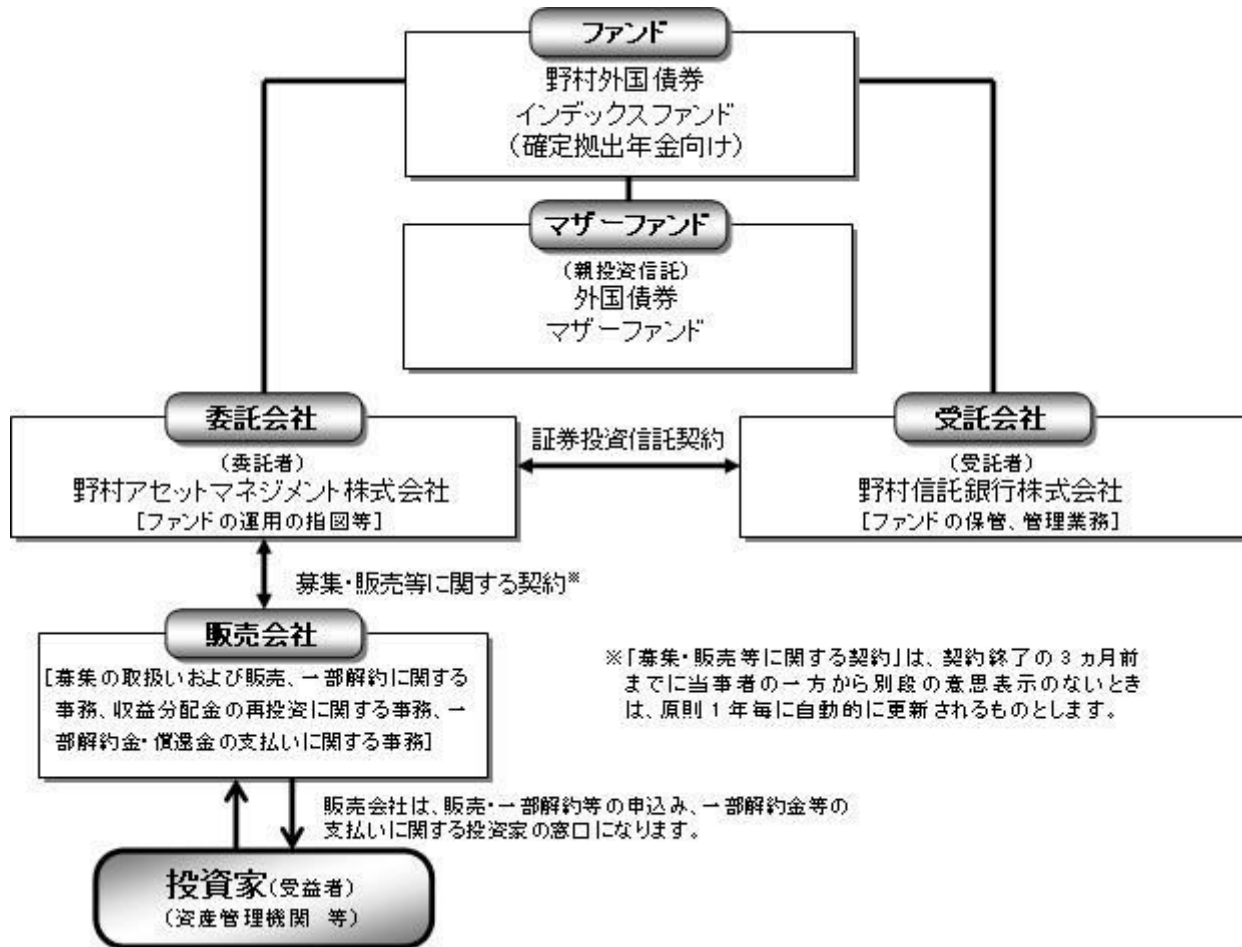 ファンド
野村外国債券
インデックスファンド
(確定拠出年金向け)
マザーファンド
(親投資信託)
外国債券
マザーファンド
委託会社
(委託者)
野村アセットマネジメント株式会社
[ファンドの運用の指図等]
証券投資信託契約
受託会社
(受託者)
野村信託銀行株式会社
[ファンドの保管、管理業務]
募集・販売等に関する契約※
販売会社
[募集の取扱いおよび販売、一部解約に関する
事務、収益分配金の再投資に関する事務、一
部解約金・償還金の支払いに関する事務]
※「募集・販売等に関する契約」は、契約終了の3ヵ月前
までに当事者の一方から別段の意思表示のないとき
は、原則1年毎に自動的に更新されるものとします。
販売会社は、販売・一部解約等の申込み、一部解約金等の
支払いに関する投資家の窓口になります。
投資家(受益者)
(資産管理機関 等)